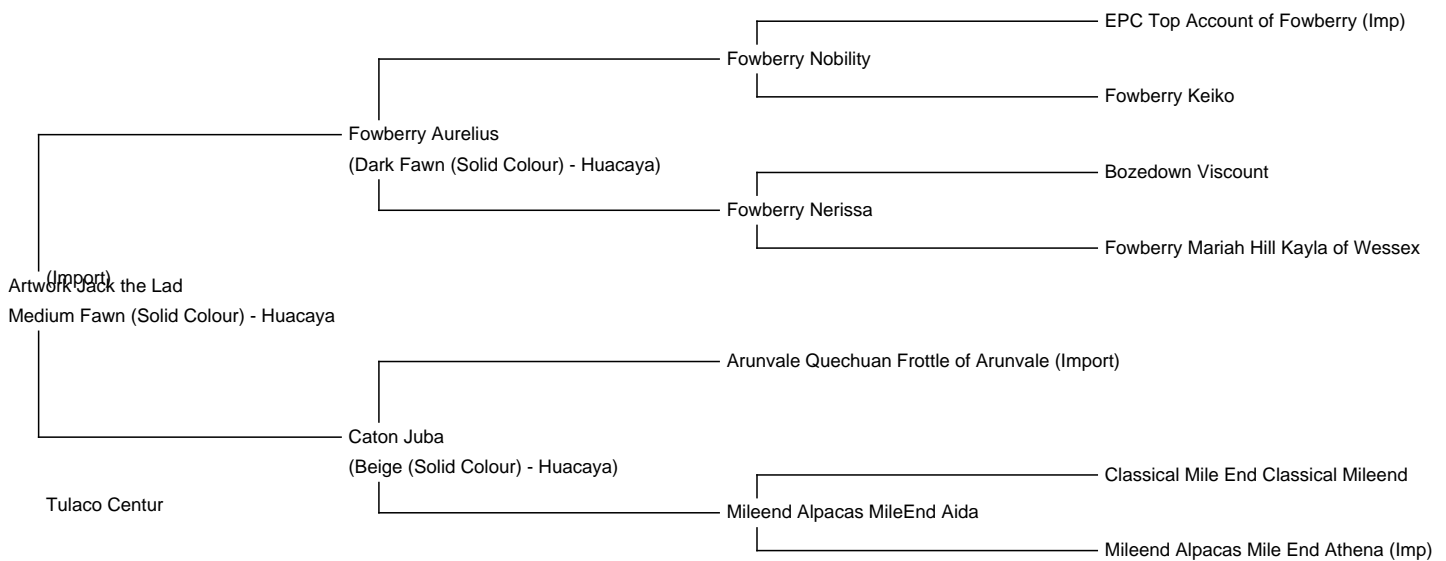 EPC Top Account of Fowberry (Imp)
Fowberry Nobility
Fowberry Keiko
Fowberry Aurelius
(Dark Fawn (Solid Colour) - Huacaya)
Bozedown Viscount
Fowberry Nerissa
Fowberry Mariah Hill Kayla of Wessex
(Import)
Artwork Jack the Lad
Medium Fawn (Solid Colour) - Huacaya
Arunvale Quechuan Frottle of Arunvale (Import)
Caton Juba
(Beige (Solid Colour) - Huacaya)
Classical Mile End Classical Mileend
Tulaco Centur
Mileend Alpacas MileEnd Aida
Mileend Alpacas Mile End Athena (Imp)